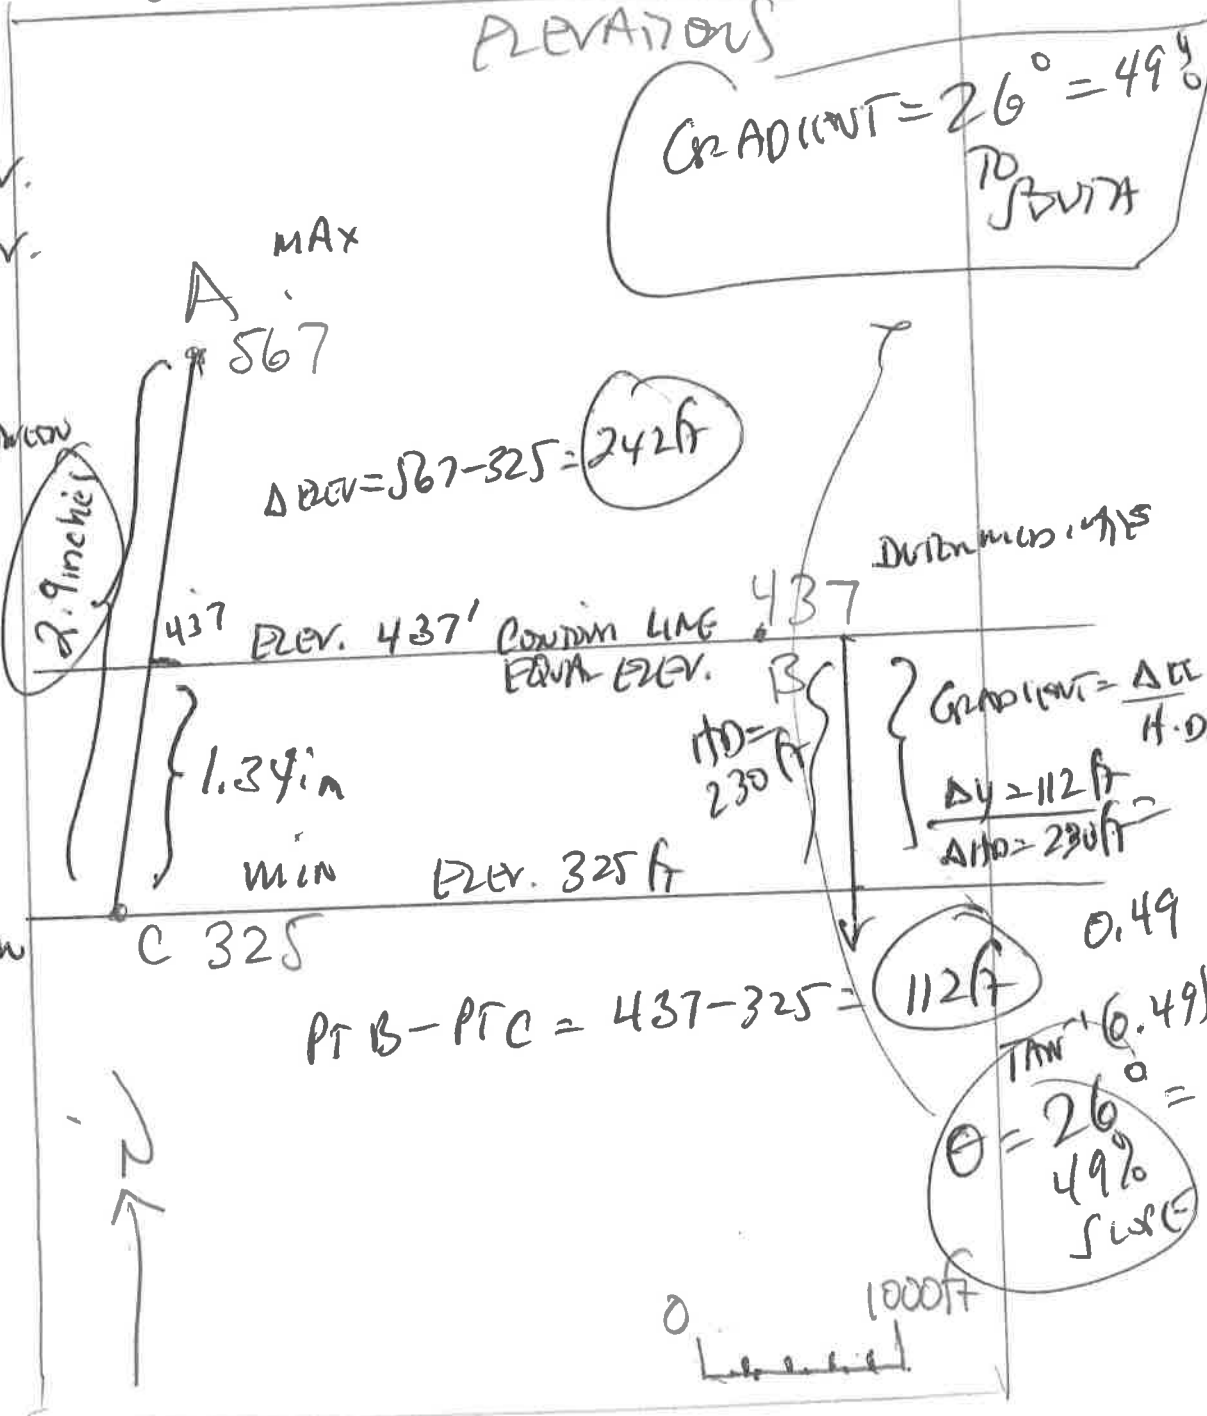 ELEVATIONS
GRADIENT = 26° = 49%
TO
SOUTH
V.
V.
MAX
A
567
Δ ELEV = 567-325 = 242 ft
2.9 inches
437
437
ELEV. 437' CONTOUR LINE
EQUAL ELEV.
B
HD =
230 ft
GRADIENT = Δ EL
H.D
ΔY = 112 ft
ΔHD = 230 ft =
0.49
1.34 in
min
ELEV. 325 ft
C 325
PT B - PT C = 437-325 = 112 ft
TAN⁻¹(0.49)
θ = 26° =
49%
SLOPE
N
0
1000 ft